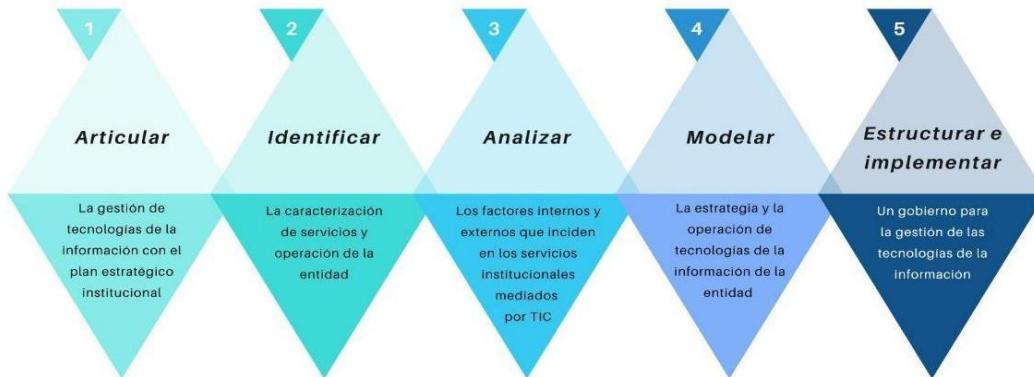 1
Articular
La gestión de
tecnologías de la
información con el
plan estratégico
institucional
2
Identificar
La caracterización
de servicios y
operación de la
entidad
3
Analizar
Los factores internos y
externos que inciden
en los servicios
institucionales
mediados
por TIC
4
Modelar
La estrategia y la
operación de
tecnologías de la
información de la
entidad
5
Estructurar e
implementar
Un gobierno para
la gestión de las
tecnologías de la
información